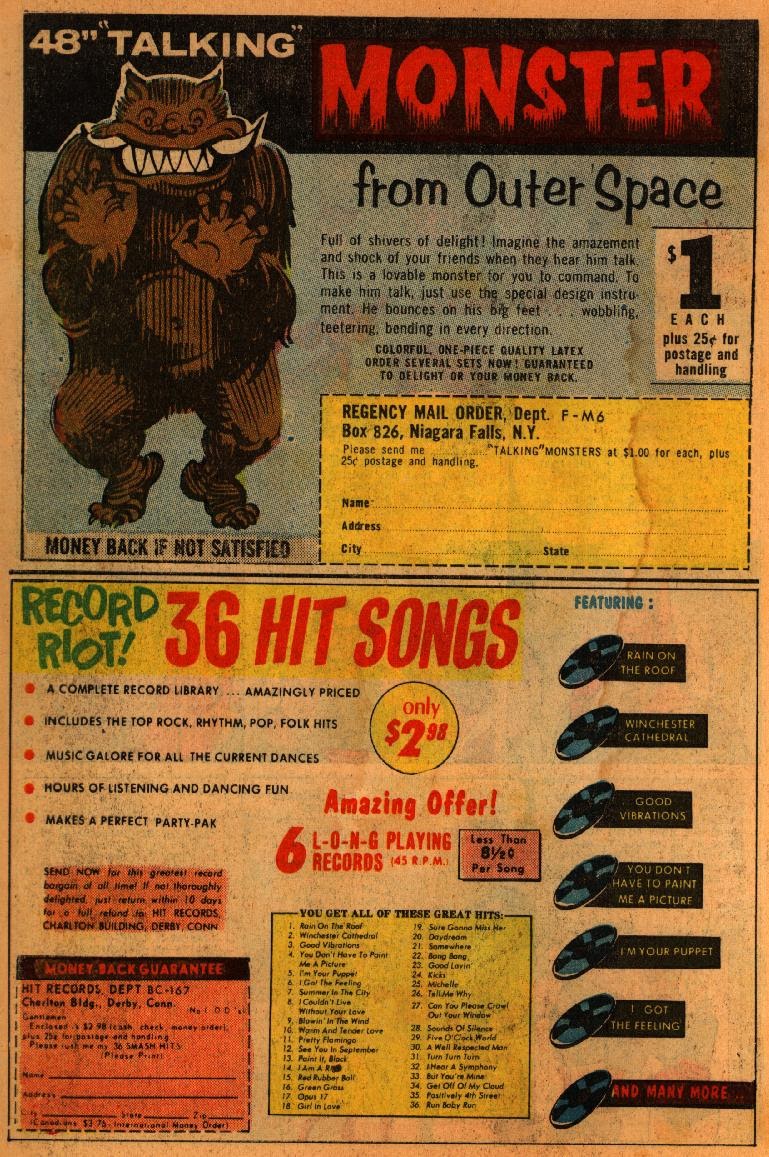 48" "TALKING"
MONSTER
from Outer Space
Full of shivers of delight! Imagine the amazement
and shock of your friends when they hear him talk.
This is a lovable monster for you to command. To
make him talk, just use the special design instru-
ment. He bounces on his big feet . . . wobbling,
teetering, bending in every direction.
COLORFUL, ONE-PIECE QUALITY LATEX
ORDER SEVERAL SETS NOW! GUARANTEED
TO DELIGHT OR YOUR MONEY BACK.
$1
EACH
plus 25¢ for
postage and
handling
REGENCY MAIL ORDER, Dept. F-M6
Box 826, Niagara Falls, N.Y.
Please send me ............ "TALKING" MONSTERS at $1.00 for each, plus
25¢ postage and handling.
Name
Address
City State
MONEY BACK IF NOT SATISFIED
RECORD
RIOT!
36 HIT SONGS
A COMPLETE RECORD LIBRARY ... AMAZINGLY PRICED
INCLUDES THE TOP ROCK, RHYTHM, POP, FOLK HITS
MUSIC GALORE FOR ALL THE CURRENT DANCES
HOURS OF LISTENING AND DANCING FUN
MAKES A PERFECT PARTY-PAK
only
$2.98
Amazing Offer!
6 L-O-N-G PLAYING
RECORDS (45 R.P.M.)
Less Than
8½¢
Per Song
SEND NOW for this greatest record
bargain of all time! If not thoroughly
delighted, just return within 10 days
for a full refund to HIT RECORDS,
CHARLTON BUILDING, DERBY, CONN
MONEY-BACK GUARANTEE
HIT RECORDS, DEPT BC-167
Charlton Bldg., Derby, Conn.
No C O D's
Gentlemen
Enclosed is $2.98 (cash, check, money order),
plus 25¢ for postage and handling
Please rush me my 36 SMASH HITS
(Please Print)
Name
Address
City State Zip
(Canadians $3.75 - International Money Order)
YOU GET ALL OF THESE GREAT HITS:
1. Rain On The Roof
2. Winchester Cathedral
3. Good Vibrations
4. You Don't Have To Paint
Me A Picture
5. I'm Your Puppet
6. I Got The Feeling
7. Summer In The City
8. I Couldn't Live
Without Your Love
9. Blowin' In The Wind
10. Warm And Tender Love
11. Pretty Flamingo
12. See You In September
13. Paint It, Black
14. I Am A
15. Red Rubber Ball
16. Green Grass
17. Opus 17
18. Girl In Love
19. Sure Gonna Miss Her
20. Daydream
21. Somewhere
22. Bang Bang
23. Good Lovin'
24. Kicks
25. Michelle
26. Tell Me Why
27. Can You Please Crawl
Out Your Window
28. Sounds Of Silence
29. Five O'Clock World
30. A Well Respected Man
31. Turn Turn Turn
32. I Hear A Symphony
33. But You're Mine
34. Get Off Of My Cloud
35. Positively 4th Street
36. Run Baby Run
FEATURING:
RAIN ON
THE ROOF
WINCHESTER
CATHEDRAL
GOOD
VIBRATIONS
YOU DON'T
HAVE TO PAINT
ME A PICTURE
I'M YOUR PUPPET
I GOT
THE FEELING
AND MANY MORE...